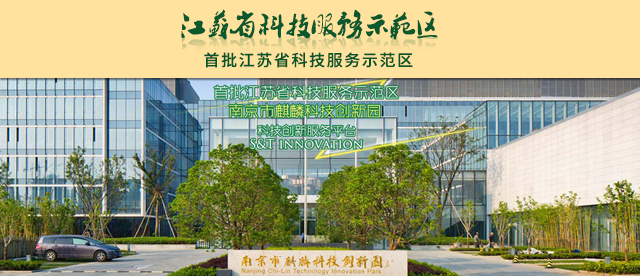 江苏省科技服务示范区
首批江苏省科技服务示范区
首批江苏省科技服务示范区
南京市麒麟科技创新园
科技创新服务平台
S&T INNOVATION
南京市麒麟科技创新园
Nanjing Chi-Lin Technology Innovation Park